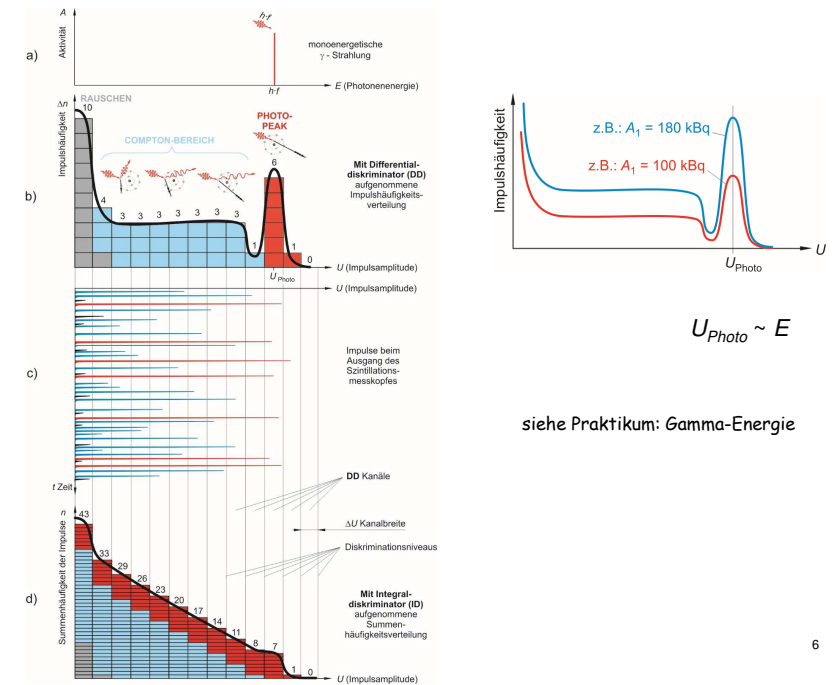 a)
A
Aktivität
h·f
monoenergetische
γ - Strahlung
h·f
E (Photonenenergie)
b)
Δn
Impulshäufigkeit
RAUSCHEN
10
COMPTON-BEREICH
PHOTO-
PEAK
4
3 3 3 3 3 3 3
1
6
1
0
Mit Differential-
diskriminator (DD)
aufgenommene
Impulshäufigkeits-
verteilung
U (Impulsamplitude)
U Photo
c)
U (Impulsamplitude)
Impulse beim
Ausgang des
Szintillations-
messkopfes
t Zeit
DD Kanäle
ΔU Kanalbreite
Diskriminationsniveaus
d)
n
Summenhäufigkeit der Impulse
43
33
29
26
23
20
17
14
11
8
7
1
0
Mit Integral-
diskriminator (ID)
aufgenommene
Summen-
häufigkeitsverteilung
U (Impulsamplitude)
Impulshäufigkeit
z.B.: A1 = 180 kBq
z.B.: A1 = 100 kBq
U
UPhoto
UPhoto ~ E
siehe Praktikum: Gamma-Energie
6